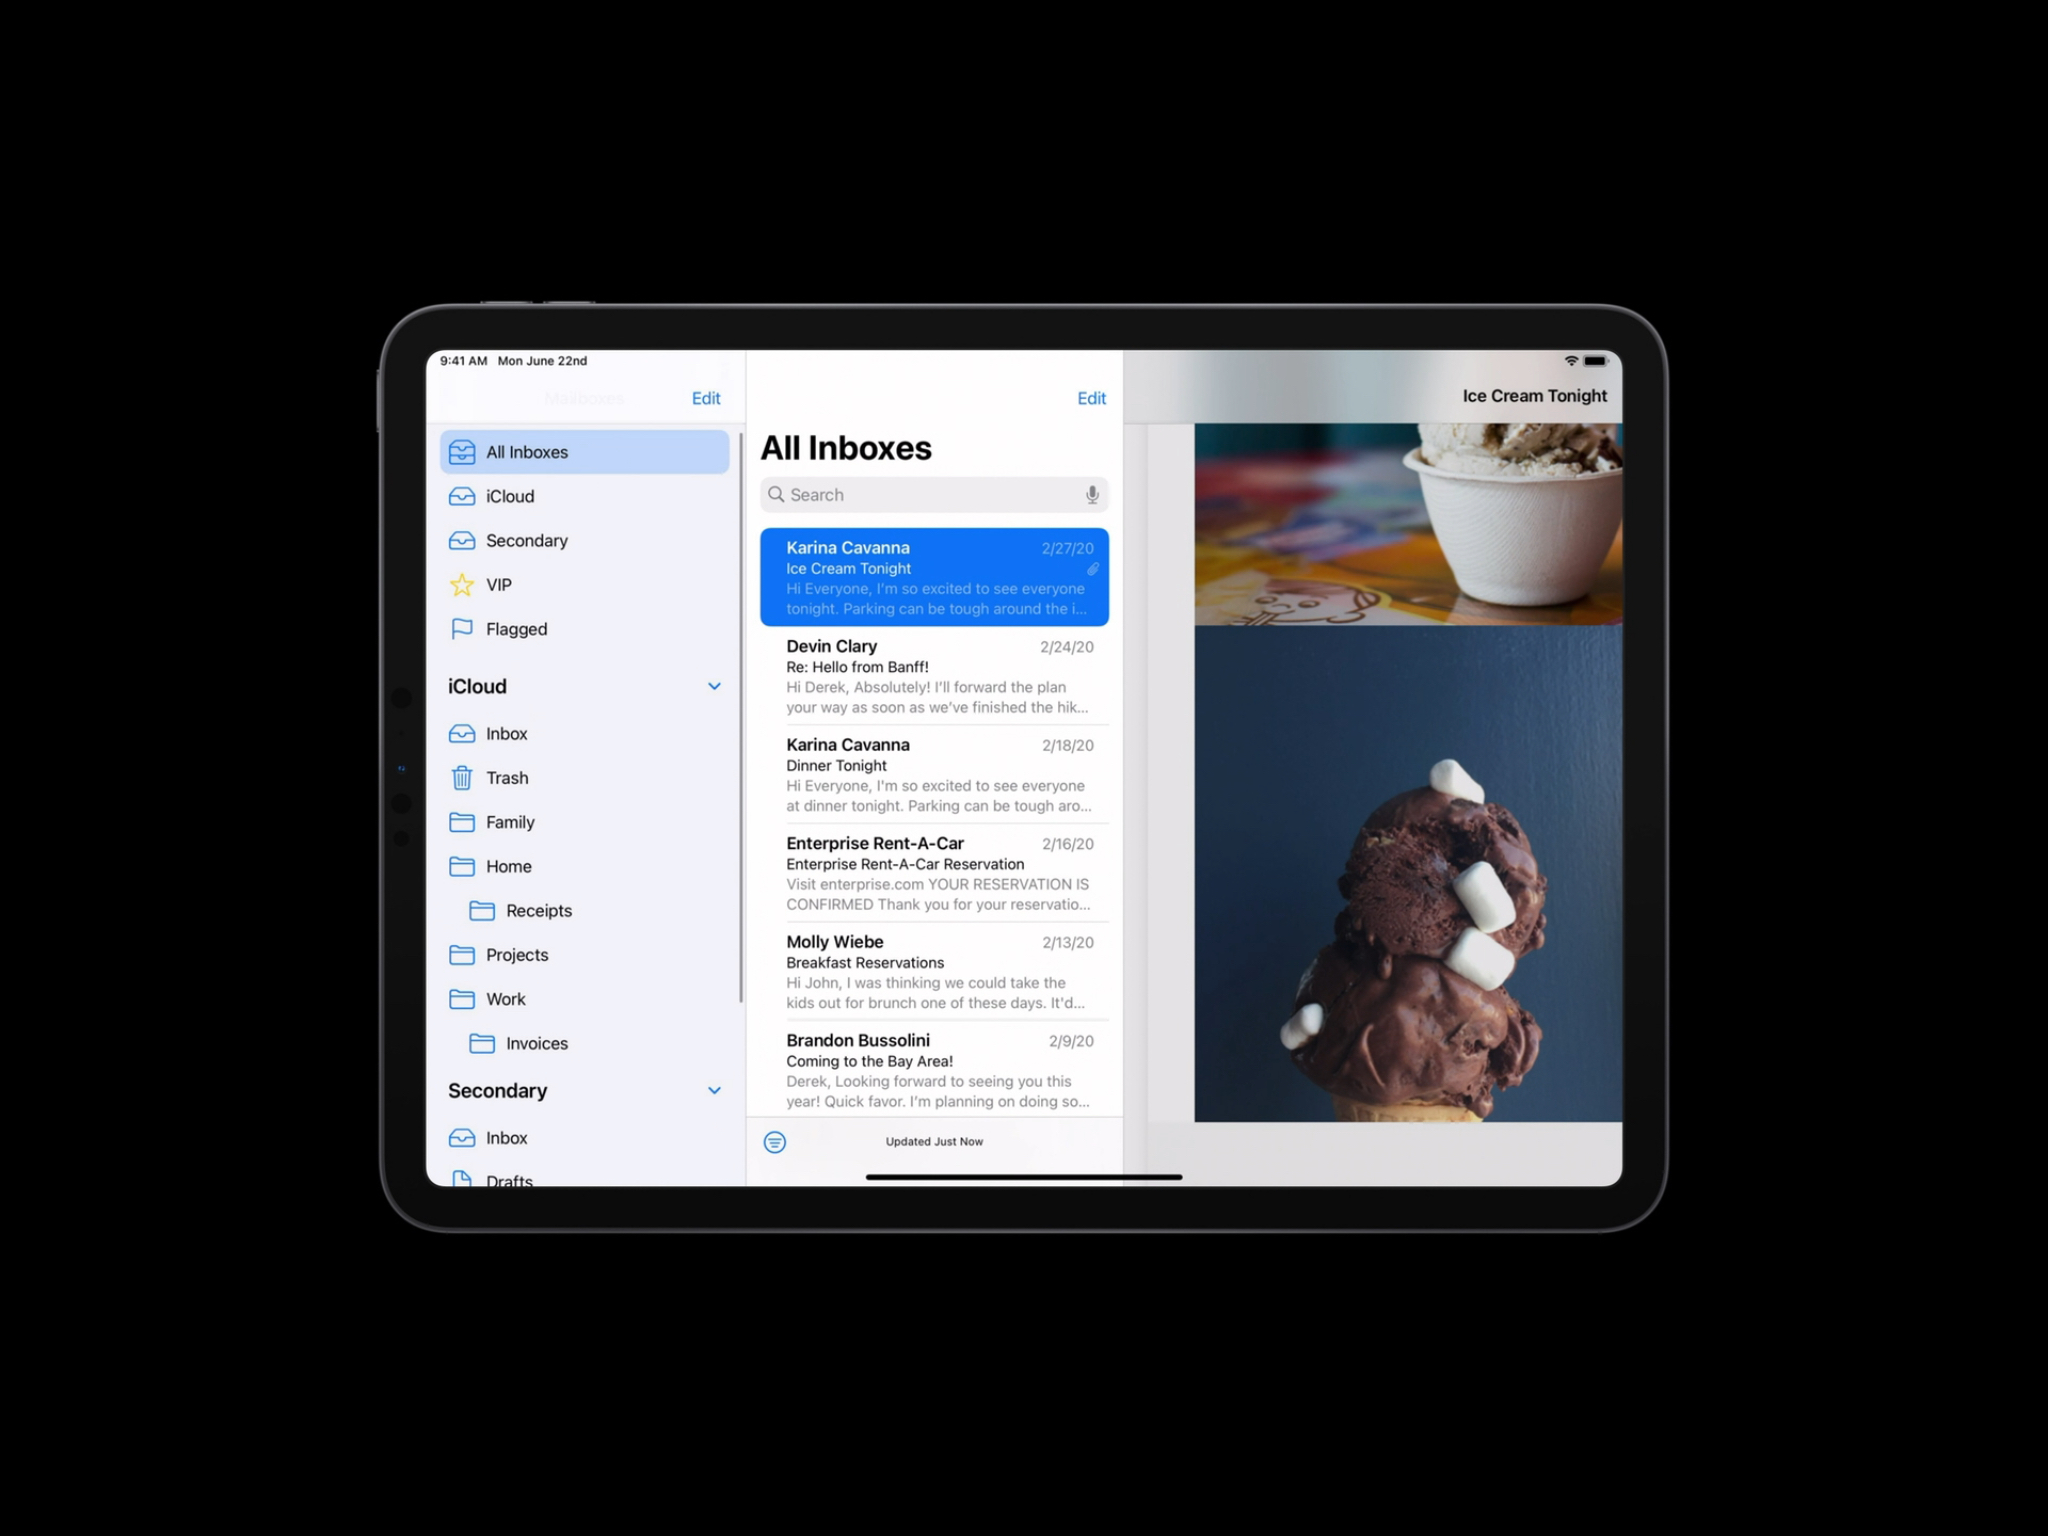 9:41 AM Mon June 22nd
Mailboxes
Edit
All Inboxes
iCloud
Secondary
VIP
Flagged
iCloud
Inbox
Trash
Family
Home
Receipts
Projects
Work
Invoices
Secondary
Inbox
Drafts
Edit
All Inboxes
Search
Karina Cavanna 2/27/20
Ice Cream Tonight
Hi Everyone, I'm so excited to see everyone
tonight. Parking can be tough around the i...
Devin Clary 2/24/20
Re: Hello from Banff!
Hi Derek, Absolutely! I'll forward the plan
your way as soon as we've finished the hik...
Karina Cavanna 2/18/20
Dinner Tonight
Hi Everyone, I'm so excited to see everyone
at dinner tonight. Parking can be tough aro...
Enterprise Rent-A-Car 2/16/20
Enterprise Rent-A-Car Reservation
Visit enterprise.com YOUR RESERVATION IS
CONFIRMED Thank you for your reservatio...
Molly Wiebe 2/13/20
Breakfast Reservations
Hi John, I was thinking we could take the
kids out for brunch one of these days. It'd...
Brandon Bussolini 2/9/20
Coming to the Bay Area!
Derek, Looking forward to seeing you this
year! Quick favor. I'm planning on doing so...
Updated Just Now
Ice Cream Tonight